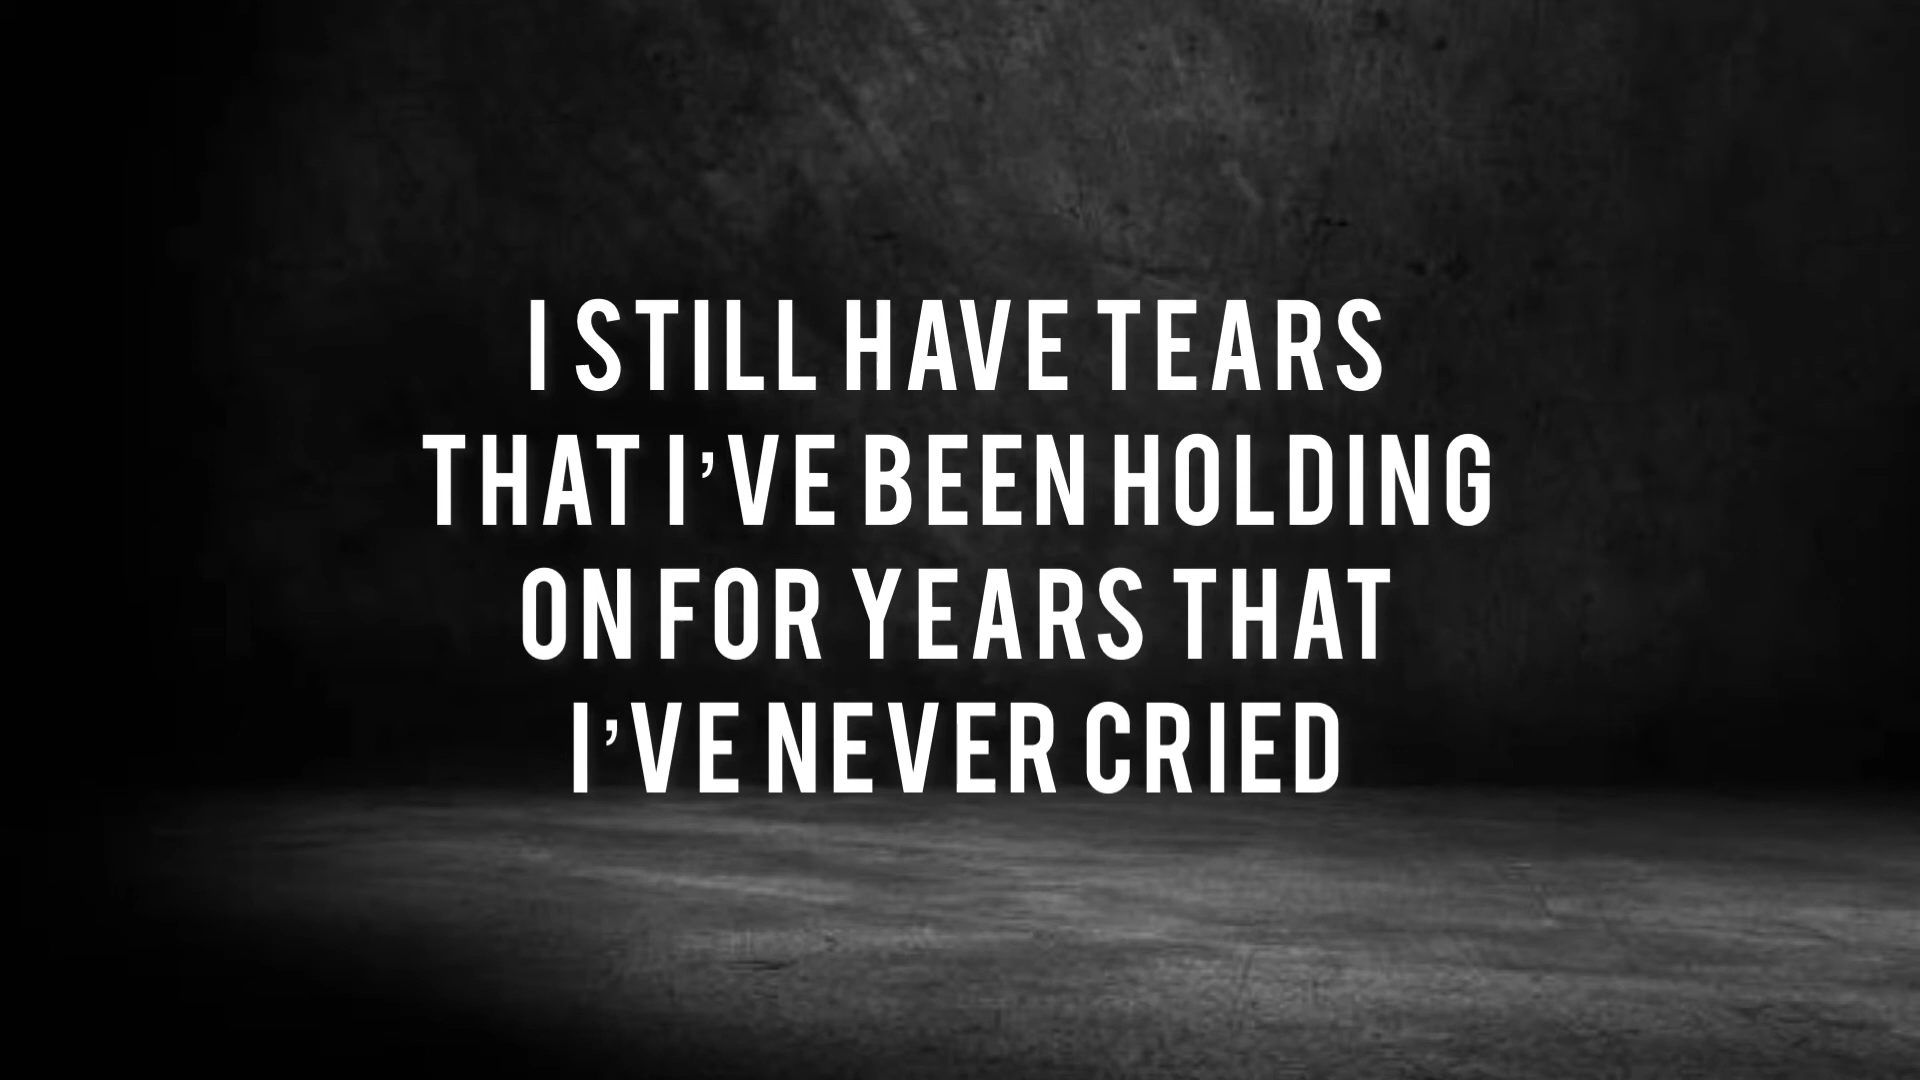 I STILL HAVE TEARS
THAT I'VE BEEN HOLDING
ON FOR YEARS THAT
I'VE NEVER CRIED